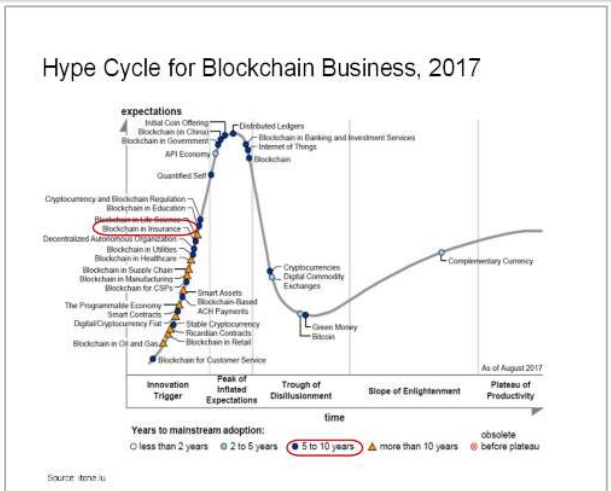 Hype Cycle for Blockchain Business, 2017
expectations
Initial Coin Offering
Blockchain (in China)
Blockchain in Government
API Economy
Quantified Self
Cryptocurrency and Blockchain Regulation
Blockchain in Education
Blockchain in Life Science
Blockchain in Insurance
Decentralized Autonomous Organization
Blockchain in Utilities
Blockchain in Healthcare
Blockchain in Supply Chain
Blockchain in Manufacturing
Blockchain for CSPs
The Programmable Economy
Smart Contracts
Digital/Cryptocurrency Fiat
Blockchain in Oil and Gas
Distributed Ledgers
Blockchain in Banking and Investment Services
Internet of Things
Blockchain
Smart Assets
Blockchain-Based
ACH Payments
Stable Cryptocurrency
Ricardian Contracts
Blockchain in Retail
Blockchain for Customer Service
Cryptocurrencies
Digital Commodity
Exchanges
Green Money
Bitcoin
Complementary Currency
As of August 2017
Innovation
Trigger
Peak of
Inflated
Expectations
Trough of
Disillusionment
Slope of Enlightenment
Plateau of
Productivity
time
Years to mainstream adoption:
less than 2 years
2 to 5 years
5 to 10 years
more than 10 years
obsolete
before plateau
Source: itone.lu